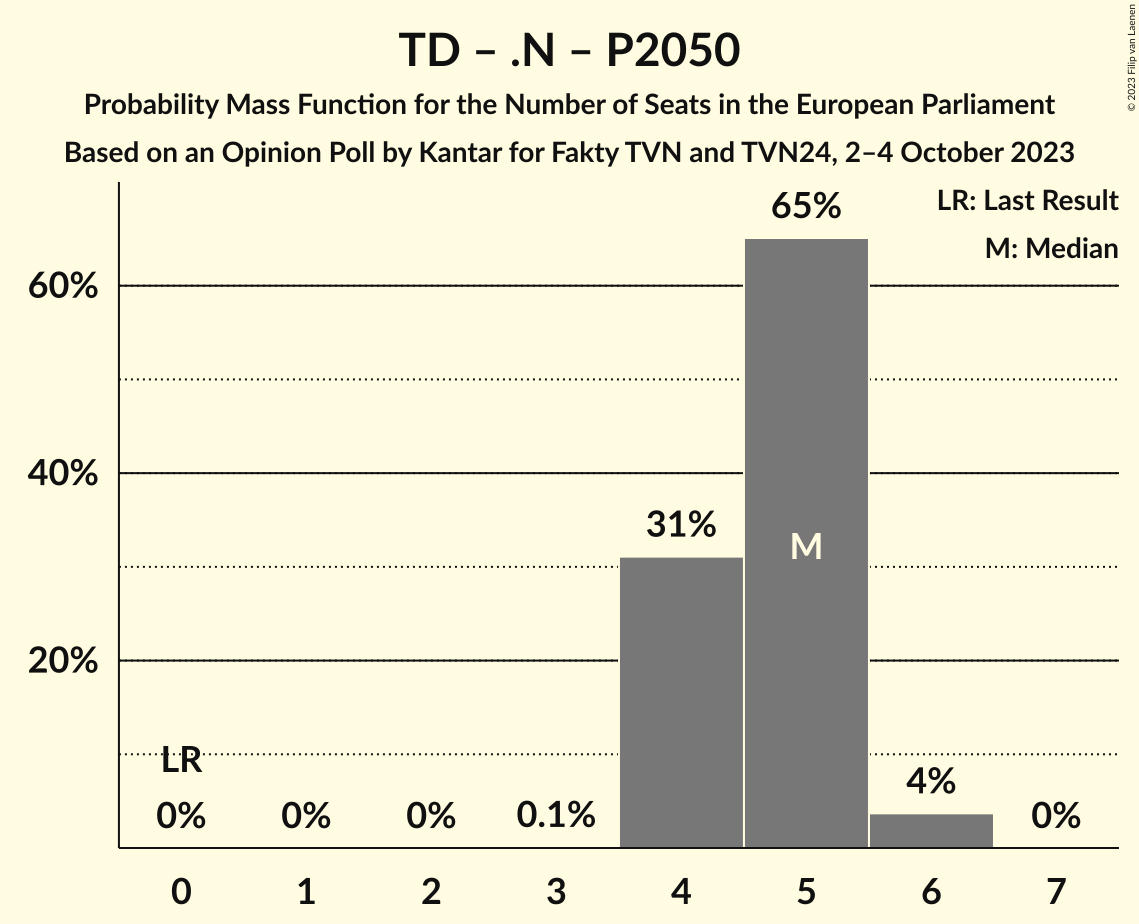 TD – .N – P2050
Probability Mass Function for the Number of Seats in the European Parliament
Based on an Opinion Poll by Kantar for Fakty TVN and TVN24, 2–4 October 2023
© 2023 Filip van Laenen
LR: Last Result
M: Median
60%
40%
20%
65%
31%
M
LR
0%
0%
0%
0.1%
4%
0%
0 1 2 3 4 5 6 7